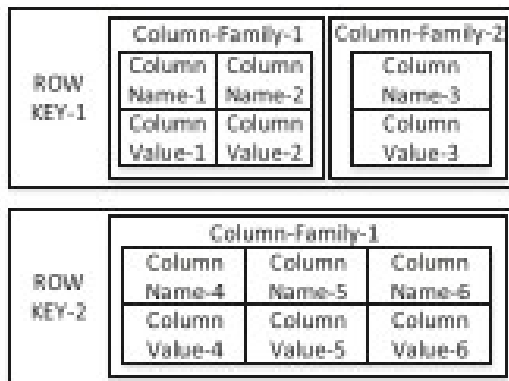 Column-Family-1 Column-Family-2
ROW
KEY-1
Column Column Column
Name-1 Name-2 Name-3
Column Column Column
Value-1 Value-2 Value-3
Column-Family-1
ROW
KEY-2
Column Column Column
Name-4 Name-5 Name-6
Column Column Column
Value-4 Value-5 Value-6